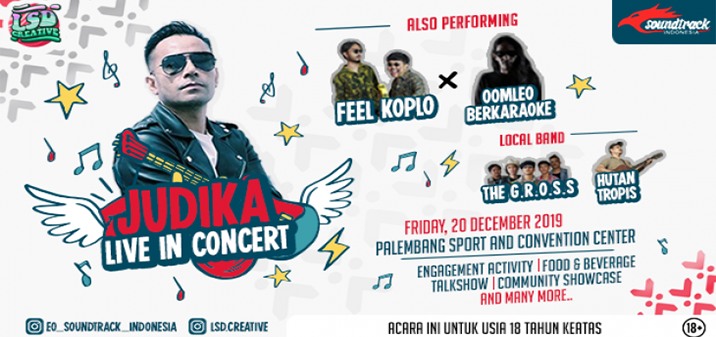 LSD
CREATIVE
ALSO PERFORMING
soundtrack
INDONESIA
FEEL KOPLO
×
OOMLEO
BERKARAOKE
LOCAL BAND
THE G.R.O.S.S
HUTAN
TROPIS
JUDIKA
LIVE IN CONCERT
FRIDAY, 20 DECEMBER 2019
PALEMBANG SPORT AND CONVENTION CENTER
ENGAGEMENT ACTIVITY | FOOD & BEVERAGE
TALKSHOW | COMMUNITY SHOWCASE
AND MANY MORE..
EO_SOUNDTRACK_INDONESIA LSD.CREATIVE
ACARA INI UNTUK USIA 18 TAHUN KEATAS 18+